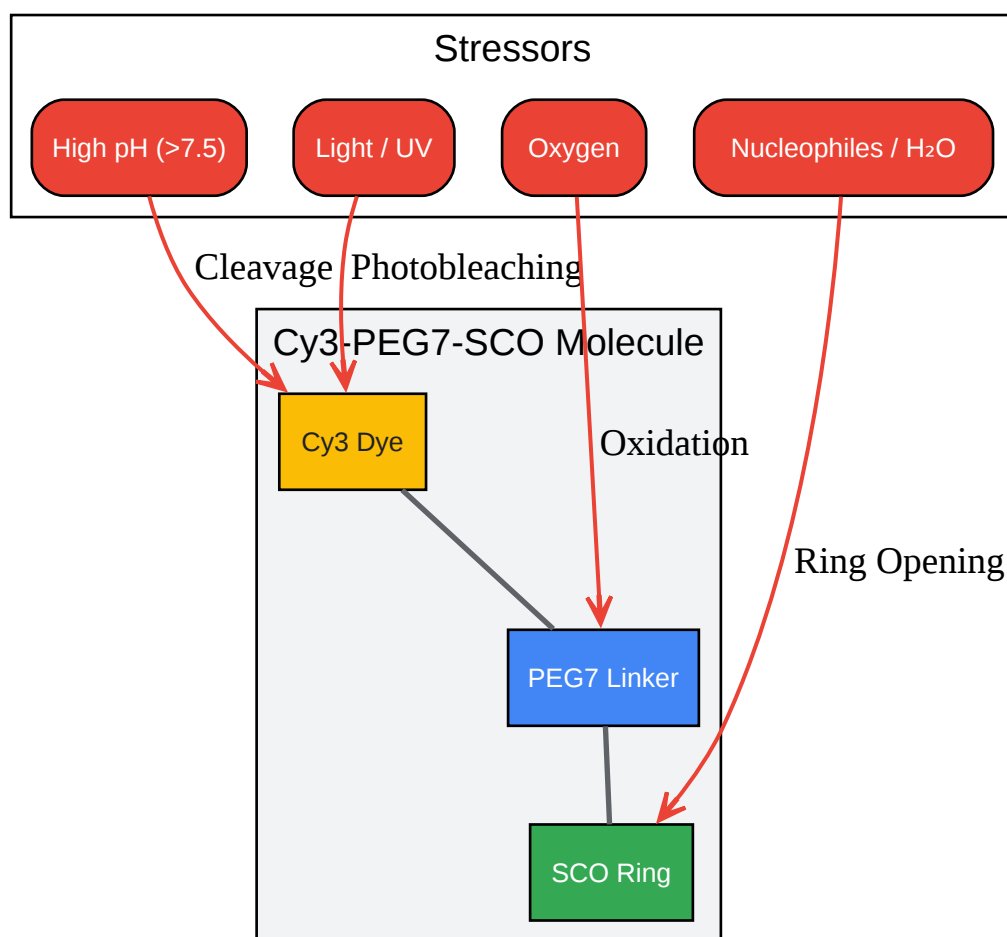 Stressors
High pH (>7.5)
Light / UV
Oxygen
Nucleophiles / H₂O
Cleavage
Photobleaching
Cy3-PEG7-SCO Molecule
Cy3 Dye
Oxidation
Ring Opening
PEG7 Linker
SCO Ring